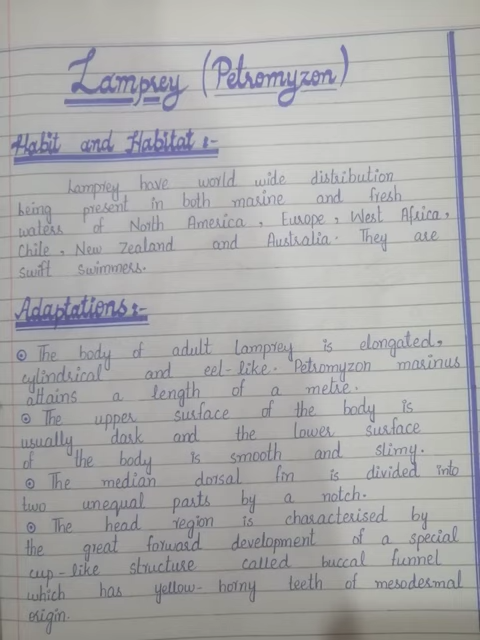 Lamprey (Petromyzon)
Habit and Habitat :-
Lamprey have world wide distribution
being present in both marine and fresh
waters of North America, Europe, West Africa,
Chile, New Zealand and Australia. They are
swift swimmers.
Adaptations :-
⊙ The body of adult lamprey is elongated,
cylindrical and eel-like. Petromyzon marinus
attains a length of a metre.
⊙ The upper surface of the body is
usually dark and the lower surface
of the body is smooth and slimy.
⊙ The median dorsal fin is divided into
two unequal parts by a notch.
⊙ The head region is characterised by
the great forward development of a special
cup-like structure called buccal funnel
which has yellow-horny teeth of mesodermal
origin.